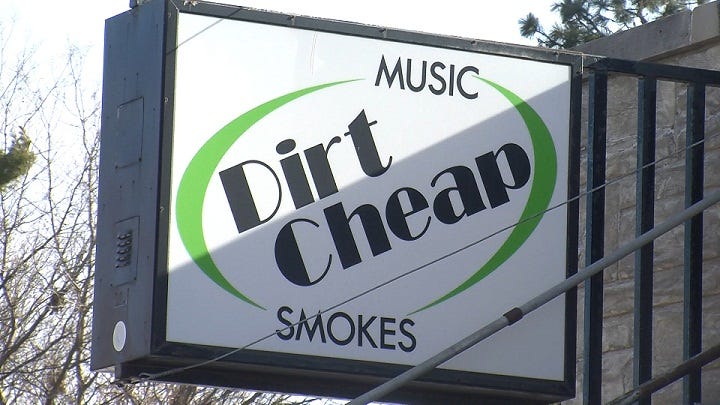 MUSIC
Dirt
Cheap
SMOKES